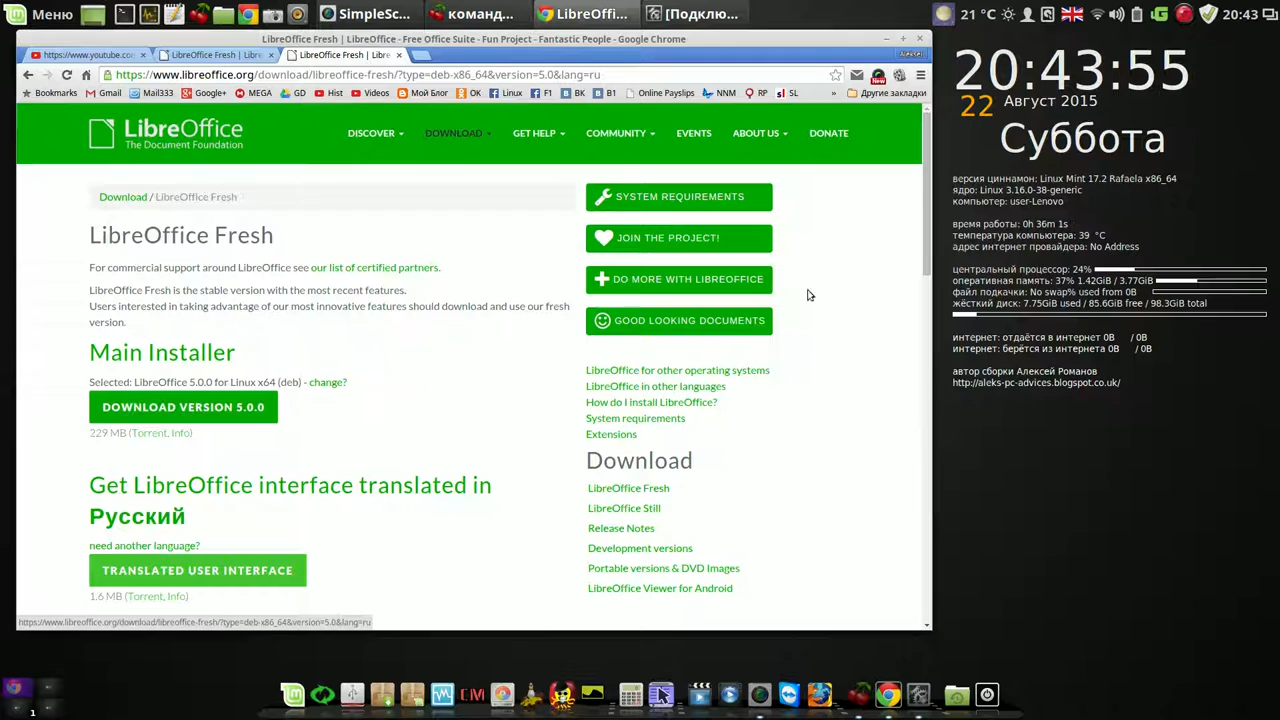 Меню
SimpleSc...
команд...
LibreOffi...
[Подклю...
21 °C
20:43
LibreOffice Fresh | LibreOffice - Free Office Suite - Fun Project - Fantastic People - Google Chrome
https://www.youtube.co
LibreOffice Fresh | Libre
LibreOffice Fresh | Libre
https://www.libreoffice.org/download/libreoffice-fresh/?type=deb-x86_64&version=5.0&lang=ru
Bookmarks
Gmail
Mail333
Google+
MEGA
GD
Hist
Videos
Мой Блог
OK
Linux
F1
ВК
B1
Online Payslips
NNM
RP
SL
»
Другие закладки
LibreOffice
The Document Foundation
DISCOVER
DOWNLOAD
GET HELP
COMMUNITY
EVENTS
ABOUT US
DONATE
Download / LibreOffice Fresh
LibreOffice Fresh
For commercial support around LibreOffice see our list of certified partners.
LibreOffice Fresh is the stable version with the most recent features.
Users interested in taking advantage of our most innovative features should download and use our fresh
version.
Main Installer
Selected: LibreOffice 5.0.0 for Linux x64 (deb) - change?
DOWNLOAD VERSION 5.0.0
229 MB (Torrent, Info)
Get LibreOffice interface translated in
Русский
need another language?
TRANSLATED USER INTERFACE
1.6 MB (Torrent, Info)
https://www.libreoffice.org/download/libreoffice-fresh/?type=deb-x86_64&version=5.0&lang=ru
SYSTEM REQUIREMENTS
JOIN THE PROJECT!
DO MORE WITH LIBREOFFICE
GOOD LOOKING DOCUMENTS
LibreOffice for other operating systems
LibreOffice in other languages
How do I install LibreOffice?
System requirements
Extensions
Download
LibreOffice Fresh
LibreOffice Still
Release Notes
Development versions
Portable versions & DVD Images
LibreOffice Viewer for Android
20:43:55
22 Август 2015
Суббота
версия циннамон: Linux Mint 17.2 Rafaela x86_64
ядро: Linux 3.16.0-38-generic
компьютер: user-Lenovo
время работы: 0h 36m 1s
температура компьютера: 39 °C
адрес интернет провайдера: No Address
центральный процессор: 24%
оперативная память: 37% 1.42GiB / 3.77GiB
файл подкачки: No swap% used from 0B
жёсткий диск: 7.75GiB used / 85.6GiB free / 98.3GiB total
интернет: отдаётся в интернет 0B / 0B
интернет: берётся из интернета 0B / 0B
автор сборки Алексей Романов
http://aleks-pc-advices.blogspot.co.uk/
1